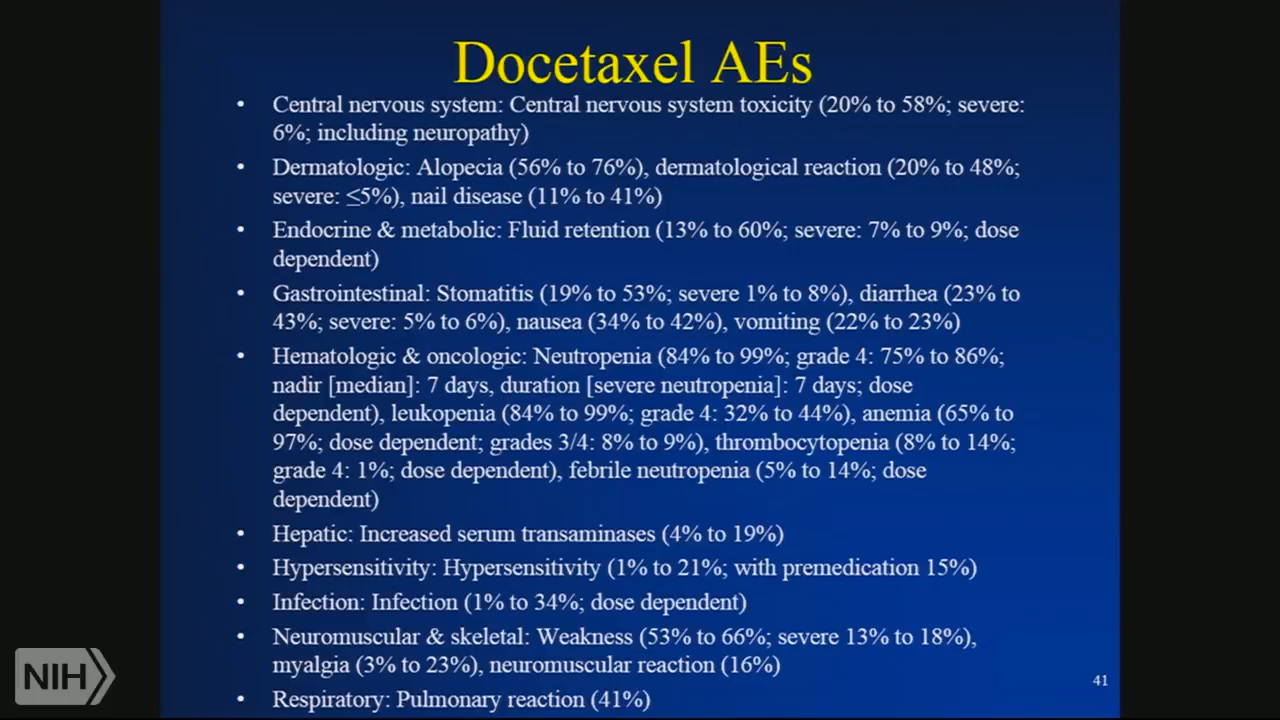 Docetaxel AEs
• Central nervous system: Central nervous system toxicity (20% to 58%; severe:
6%; including neuropathy)
• Dermatologic: Alopecia (56% to 76%), dermatological reaction (20% to 48%;
severe: ≤5%), nail disease (11% to 41%)
• Endocrine & metabolic: Fluid retention (13% to 60%; severe: 7% to 9%; dose
dependent)
• Gastrointestinal: Stomatitis (19% to 53%; severe 1% to 8%), diarrhea (23% to
43%; severe: 5% to 6%), nausea (34% to 42%), vomiting (22% to 23%)
• Hematologic & oncologic: Neutropenia (84% to 99%; grade 4: 75% to 86%;
nadir [median]: 7 days, duration [severe neutropenia]: 7 days; dose
dependent), leukopenia (84% to 99%; grade 4: 32% to 44%), anemia (65% to
97%; dose dependent; grades 3/4: 8% to 9%), thrombocytopenia (8% to 14%;
grade 4: 1%; dose dependent), febrile neutropenia (5% to 14%; dose
dependent)
• Hepatic: Increased serum transaminases (4% to 19%)
• Hypersensitivity: Hypersensitivity (1% to 21%; with premedication 15%)
• Infection: Infection (1% to 34%; dose dependent)
• Neuromuscular & skeletal: Weakness (53% to 66%; severe 13% to 18%),
myalgia (3% to 23%), neuromuscular reaction (16%)
• Respiratory: Pulmonary reaction (41%)
41
NIH